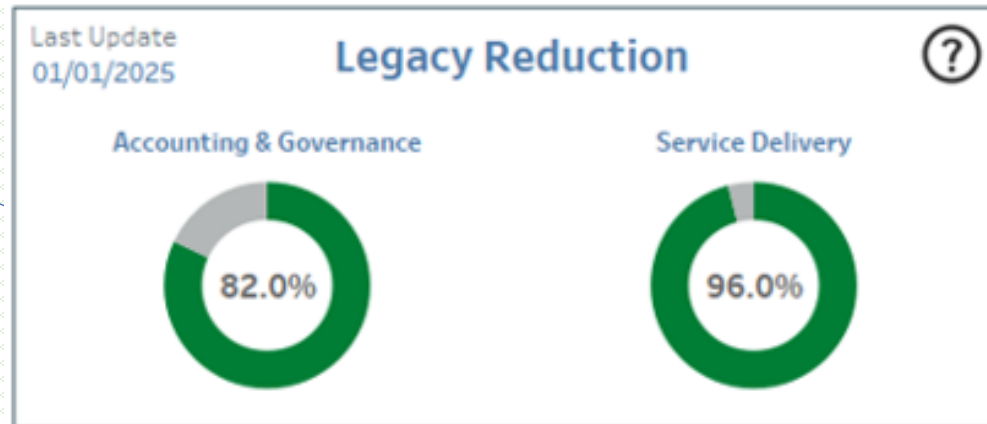 Last Update
01/01/2025
Legacy Reduction
?
Accounting & Governance
Service Delivery
82.0%
96.0%